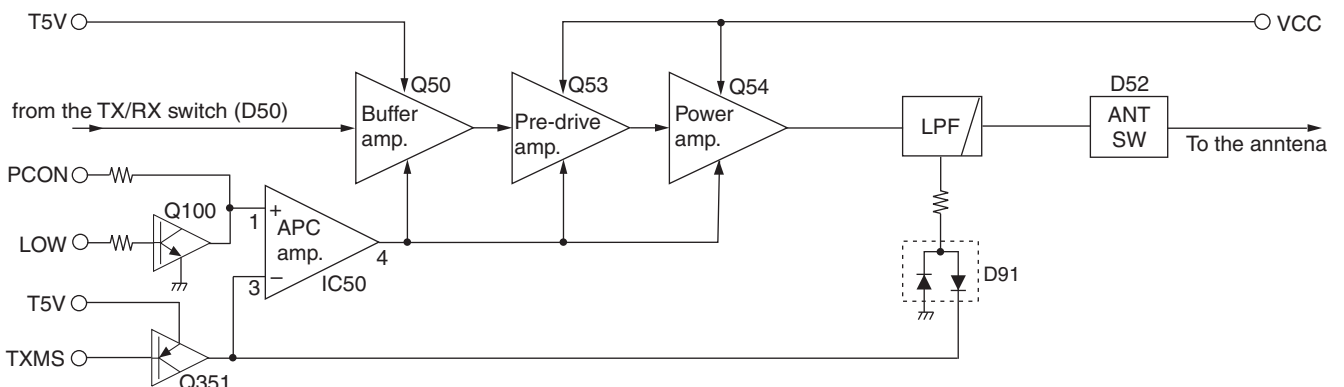 T5V
VCC
Q50
Q53
Q54
D52
from the TX/RX switch (D50)
Buffer
amp.
Pre-drive
amp.
Power
amp.
LPF
ANT
SW
To the anntena
PCON
Q100
1
+
APC
amp.
LOW
4
–
3
IC50
D91
T5V
TXMS
Q351